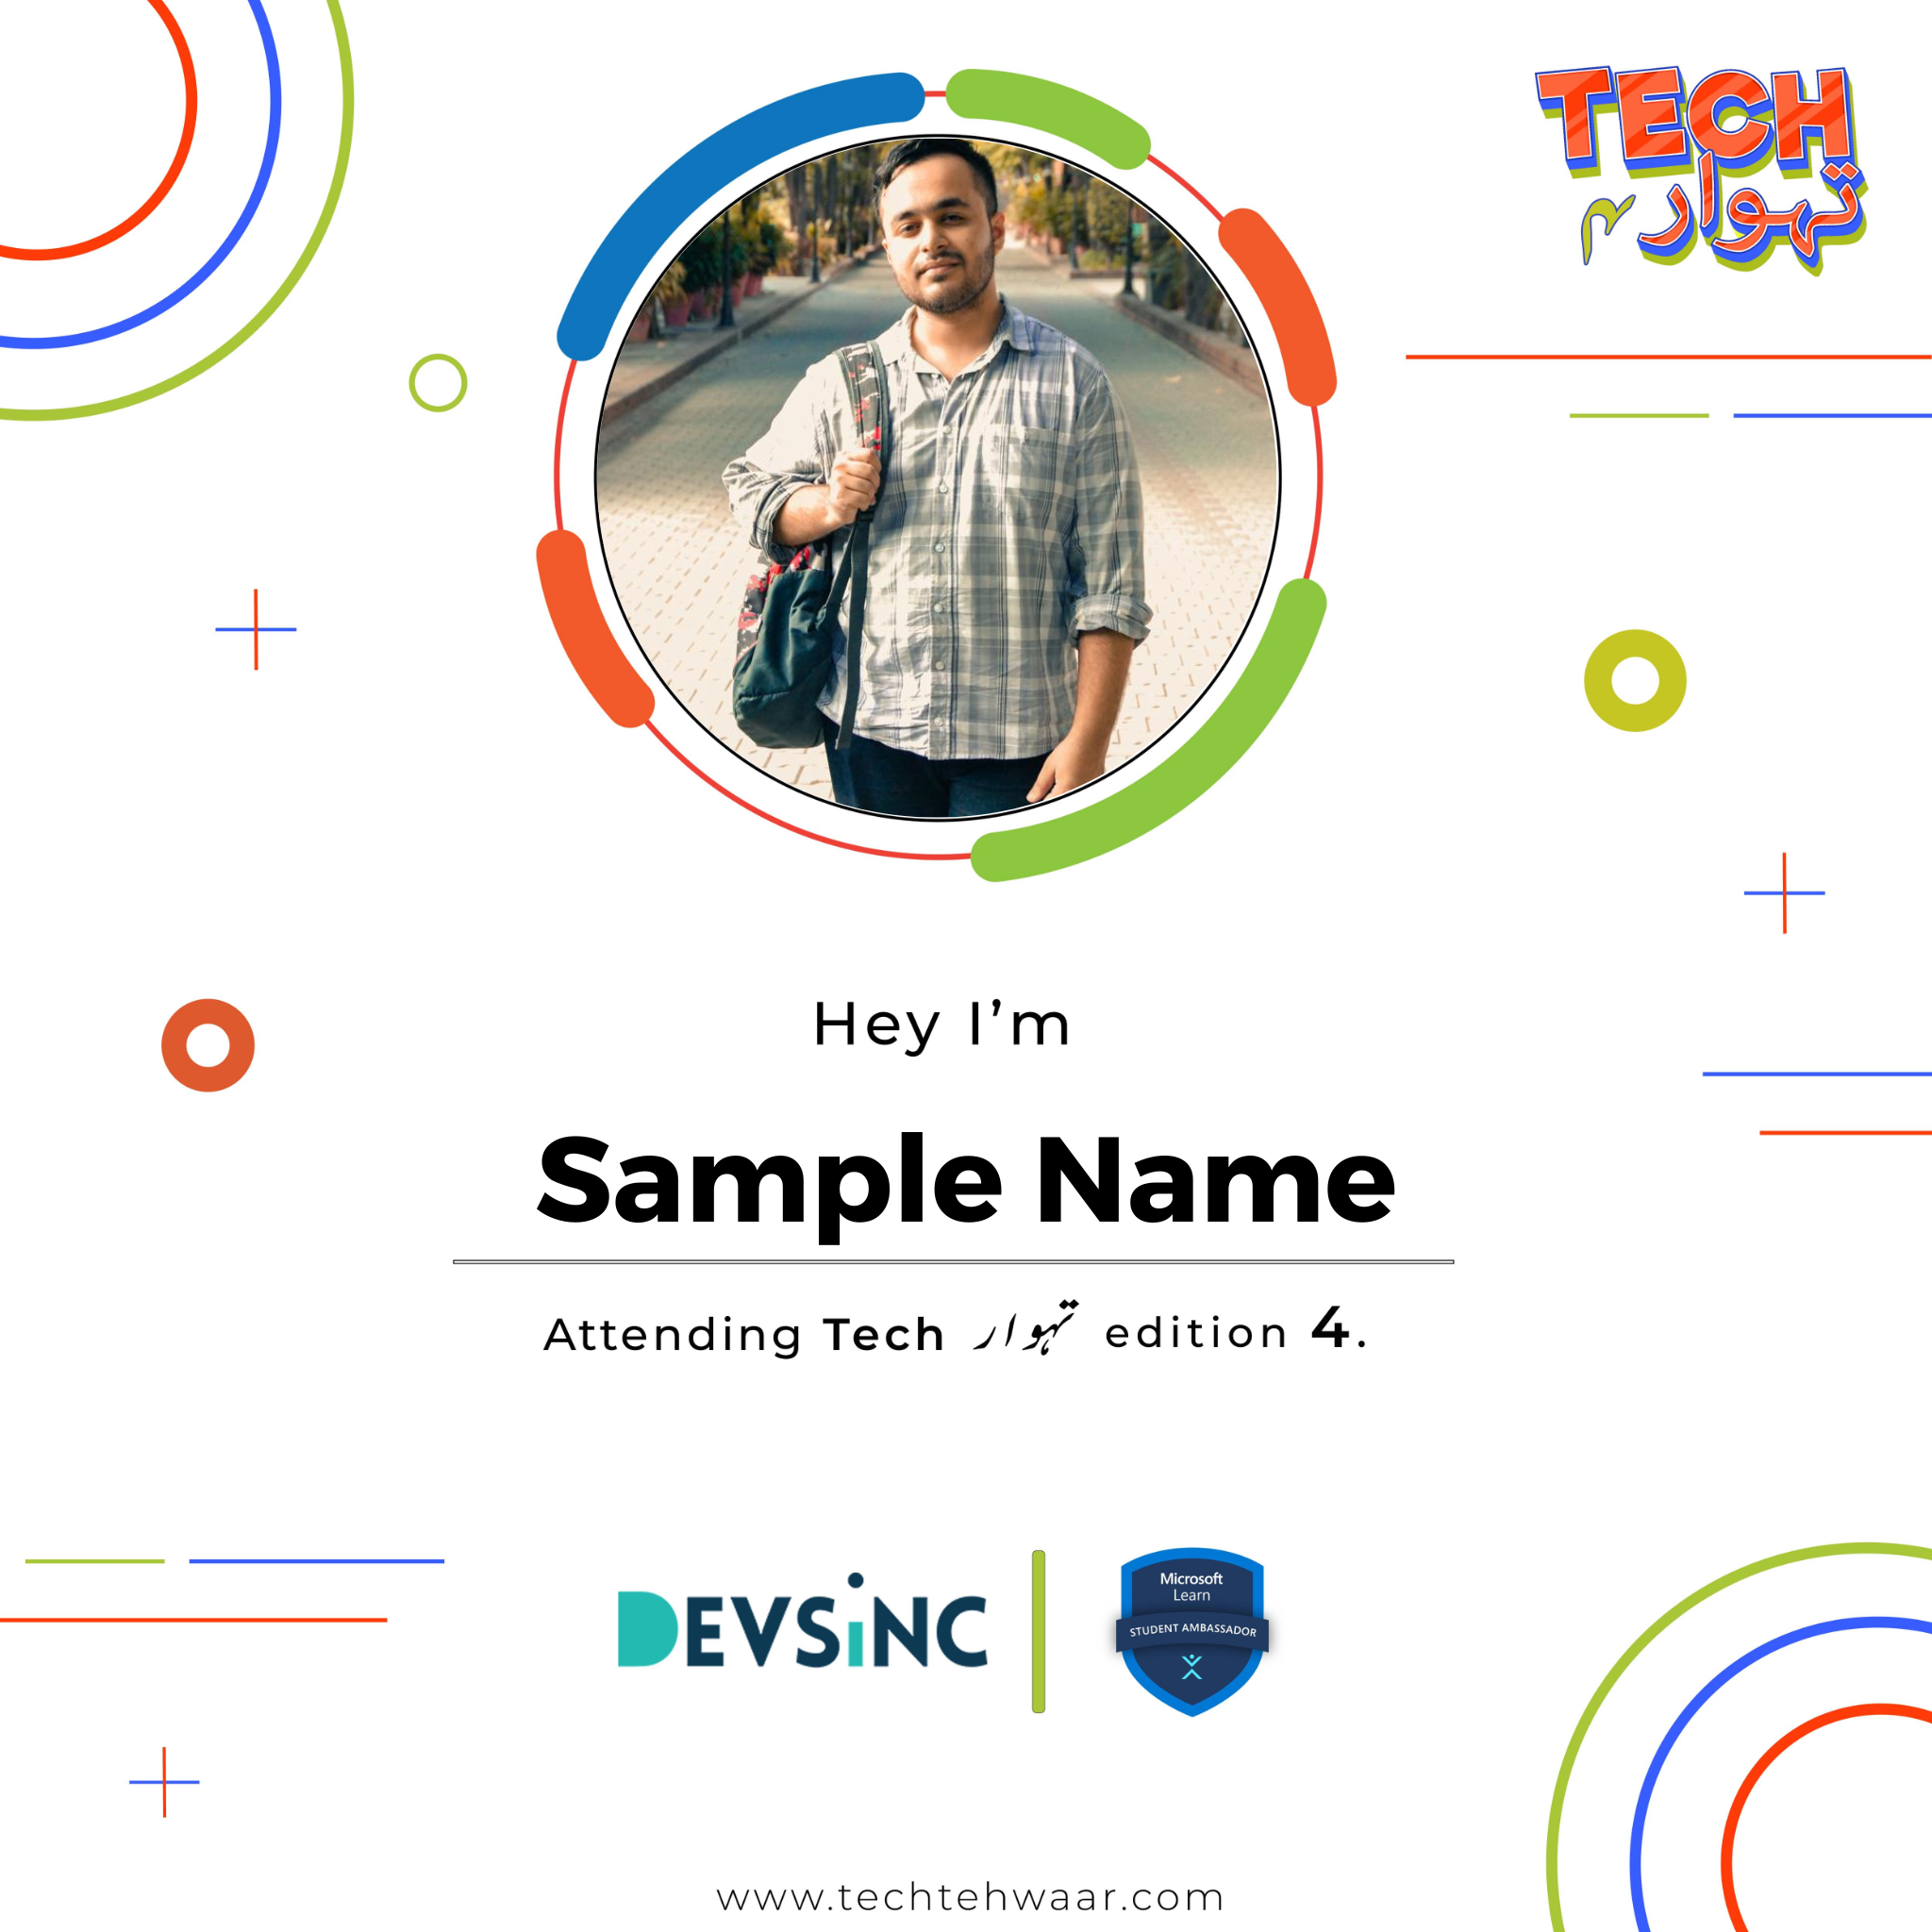 TECH
تہوار ۴
Hey I’m
Sample Name
Attending Tech تہوار edition 4.
DEVSiNC
Microsoft
Learn
STUDENT AMBASSADOR
www.techtehwaar.com